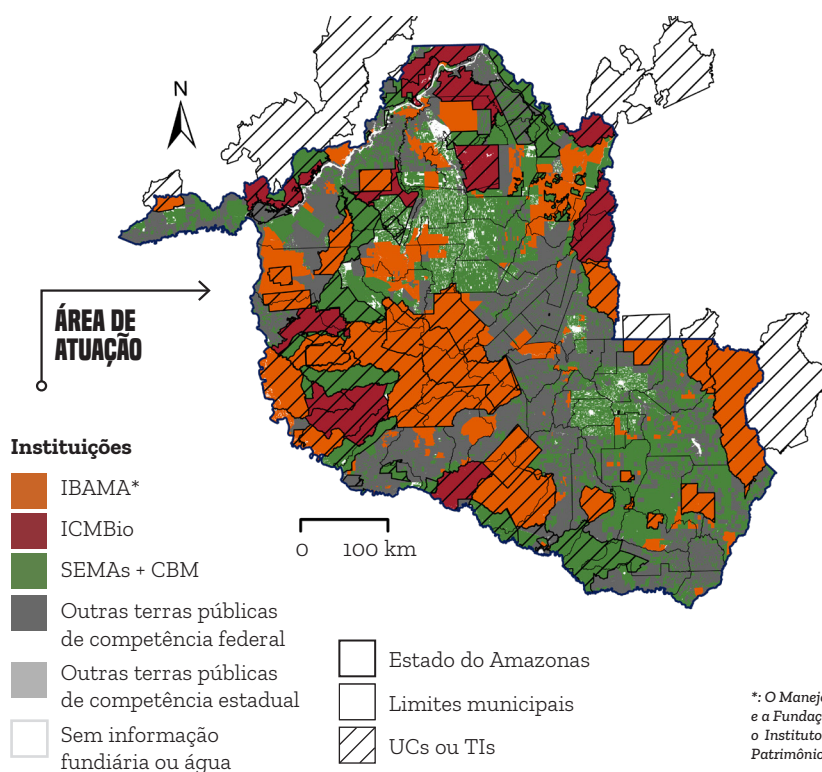 N
ÁREA DE
ATUAÇÃO
Instituições
IBAMA*
ICMBio
SEMAs + CBM
Outras terras públicas
de competência federal
Outras terras públicas
de competência estadual
Sem informação
fundiária ou água
0 100 km
Estado do Amazonas
Limites municipais
UCs ou TIs
*: O Manejo
e a Fundaç
o Instituto
Patrimôni